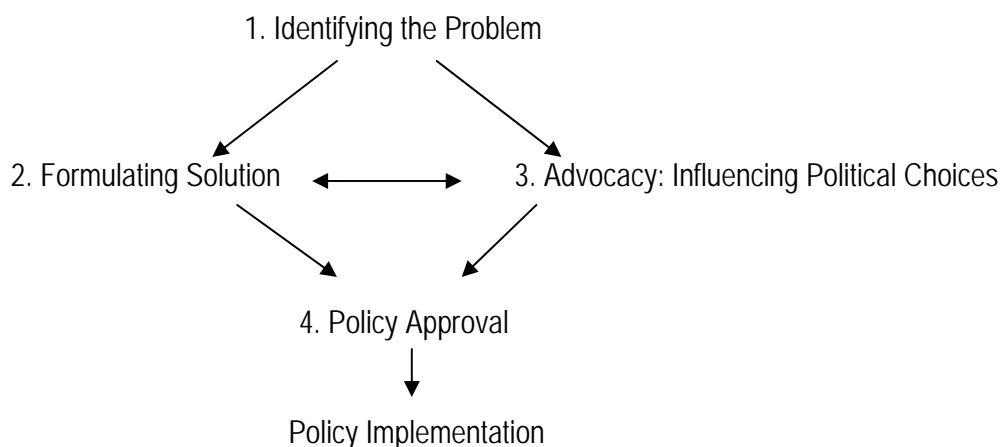 1. Identifying the Problem
2. Formulating Solution
3. Advocacy: Influencing Political Choices
4. Policy Approval
Policy Implementation